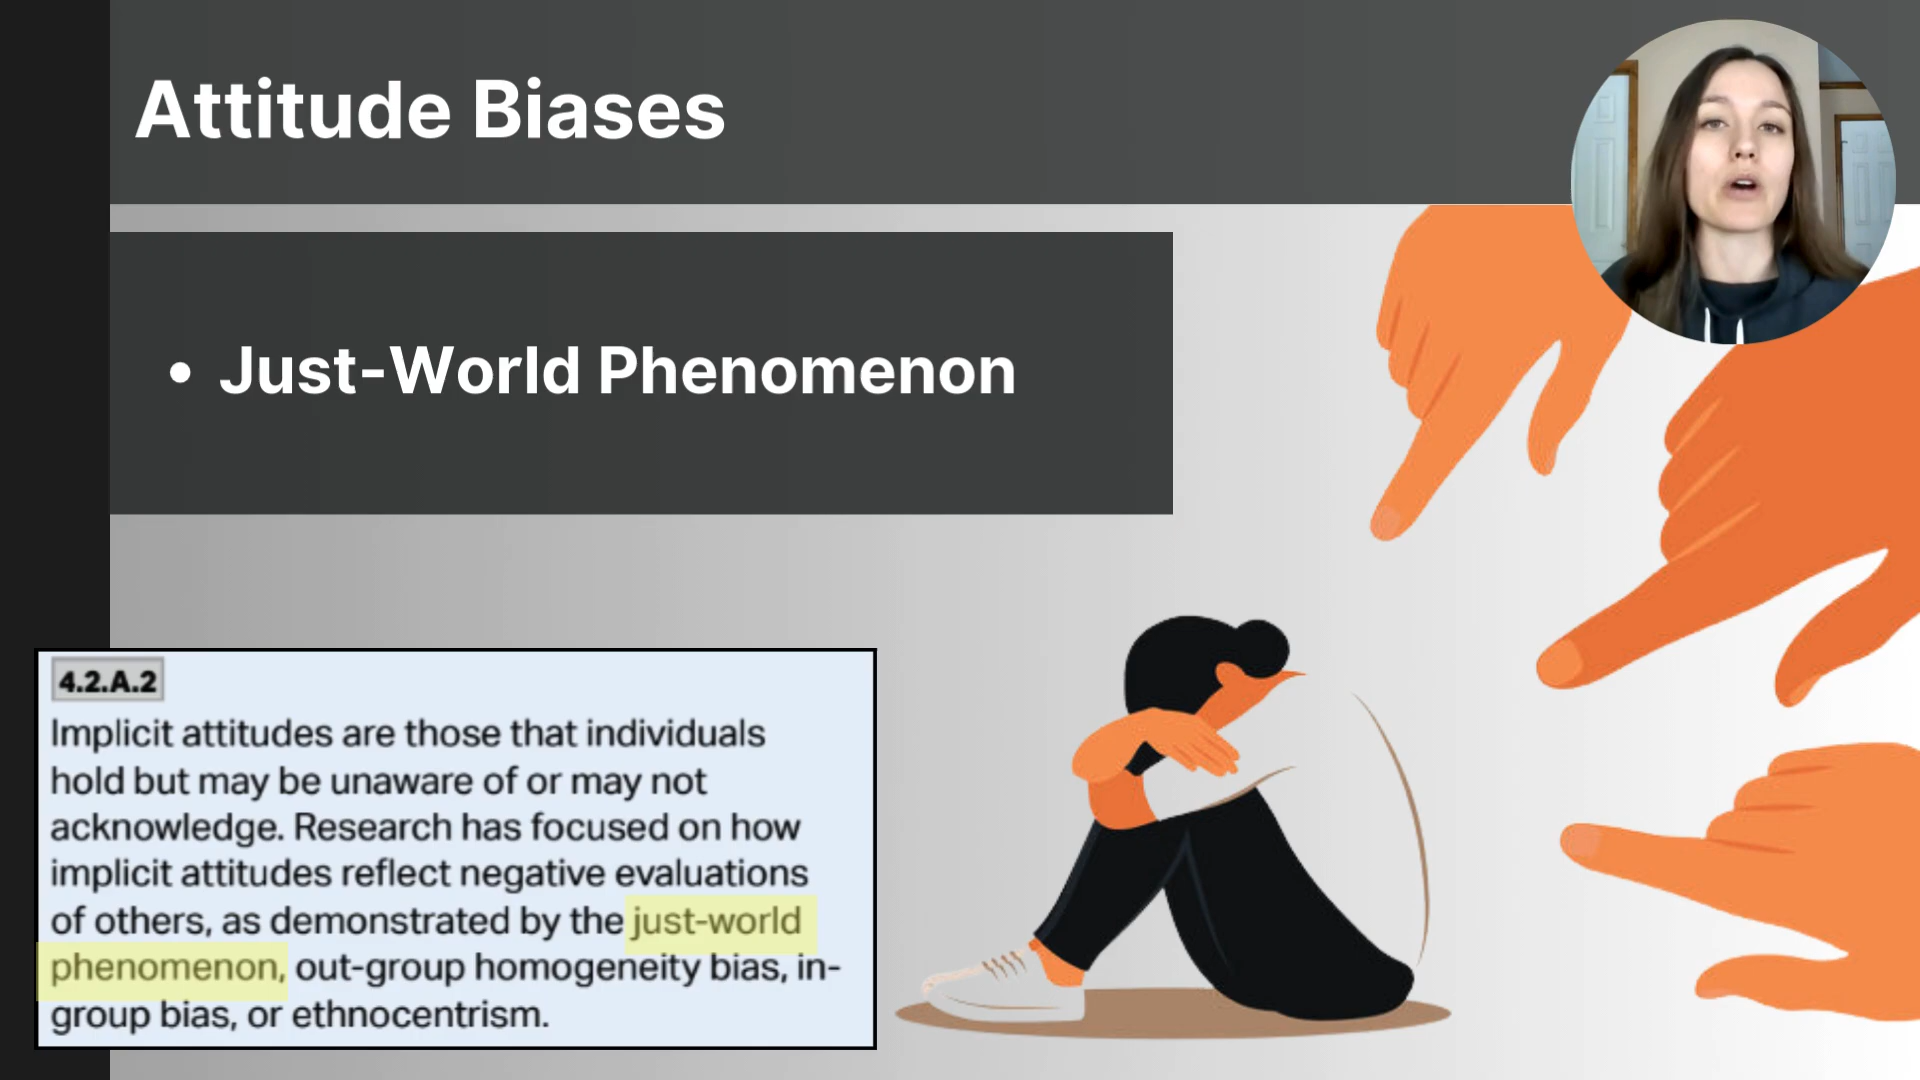 Attitude Biases
• Just-World Phenomenon
4.2.A.2
Implicit attitudes are those that individuals
hold but may be unaware of or may not
acknowledge. Research has focused on how
implicit attitudes reflect negative evaluations
of others, as demonstrated by the just-world
phenomenon, out-group homogeneity bias, in-
group bias, or ethnocentrism.